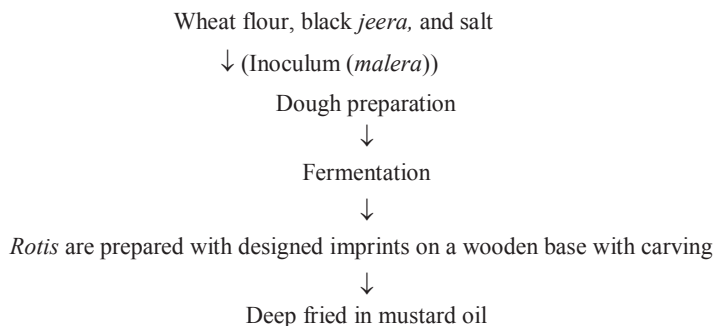 Wheat flour, black jeera, and salt
↓ (Inoculum (malera))
Dough preparation
↓
Fermentation
↓
Rotis are prepared with designed imprints on a wooden base with carving
↓
Deep fried in mustard oil